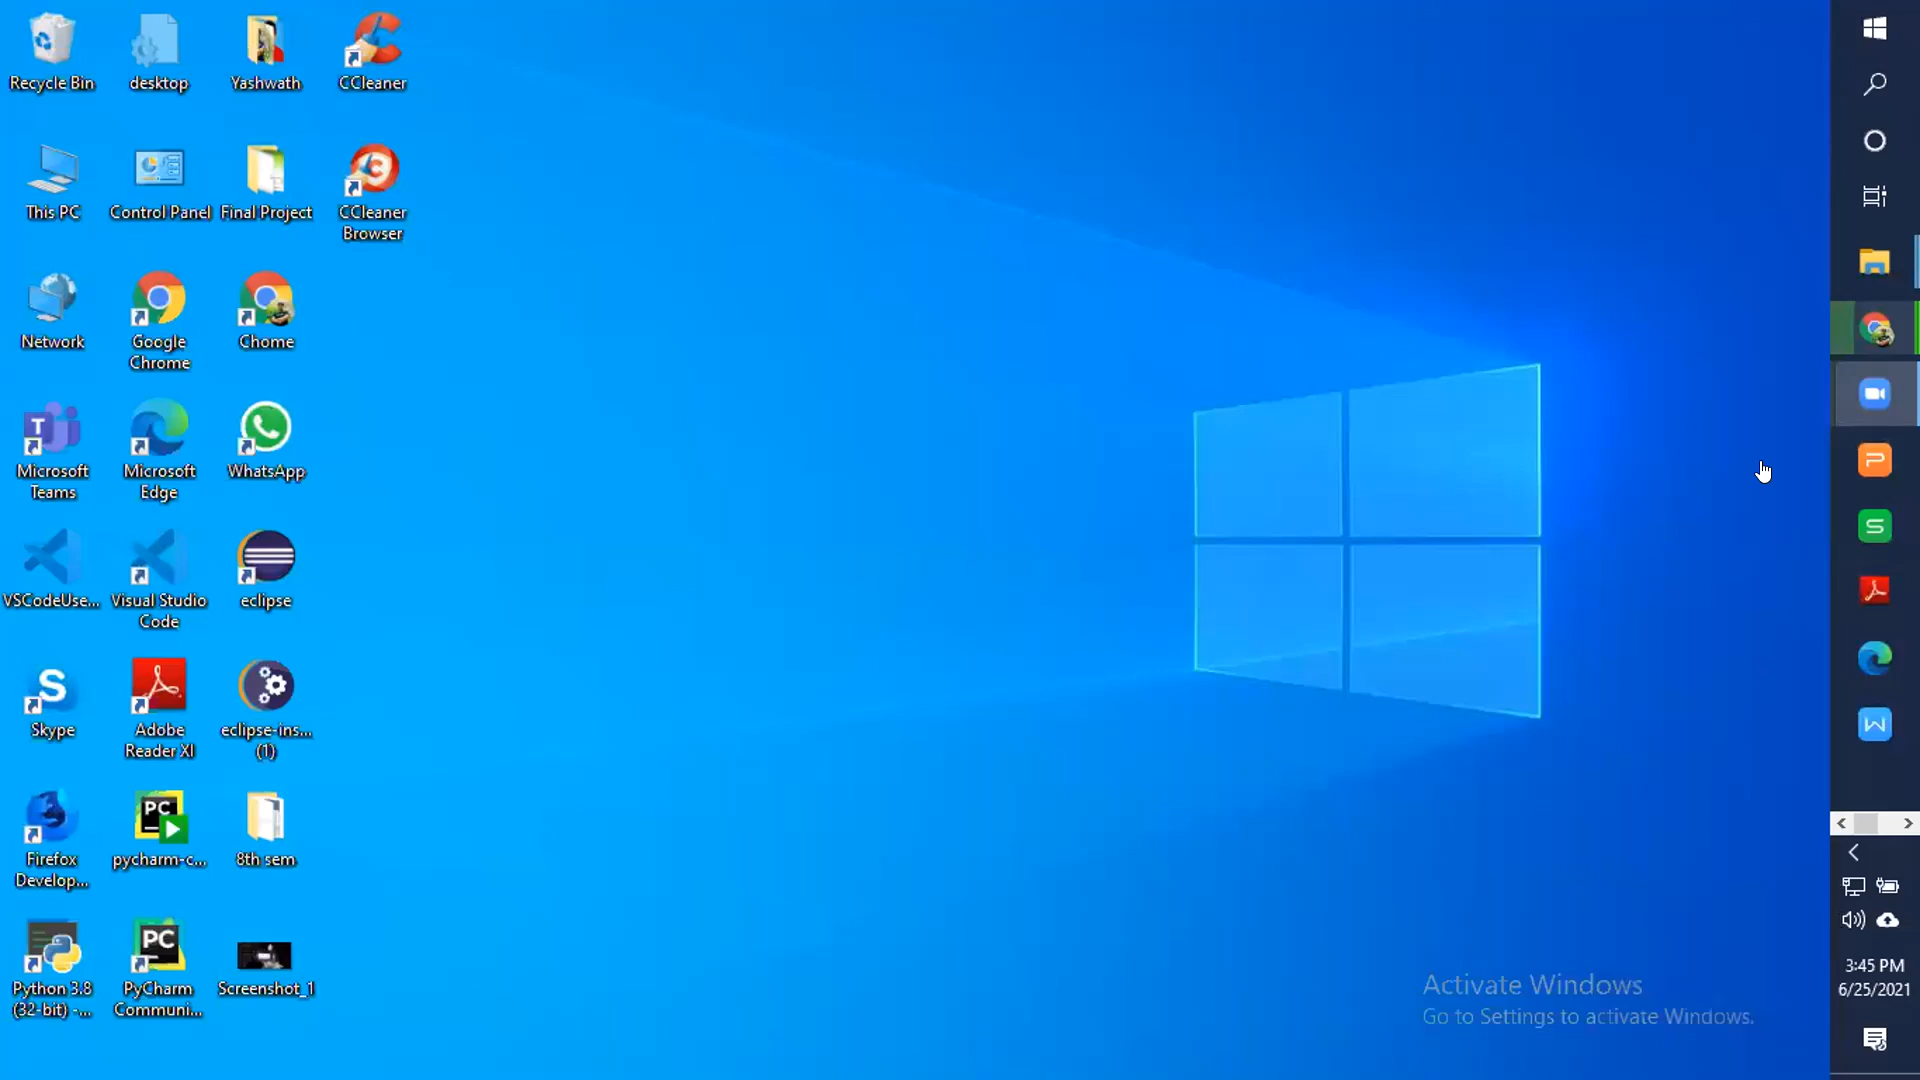 Recycle Bin
desktop
Yashwath
CCleaner
This PC
Control Panel
Final Project
CCleaner
Browser
Network
Google
Chrome
Chome
Microsoft
Teams
Microsoft
Edge
WhatsApp
VSCodeUse...
Visual Studio
Code
eclipse
Skype
Adobe
Reader XI
eclipse-ins...
(1)
Firefox
Develop...
pycharm-c...
8th sem
Python 3.8
(32-bit) -...
PyCharm
Communi...
Screenshot_1
Activate Windows
Go to Settings to activate Windows.
3:45 PM
6/25/2021